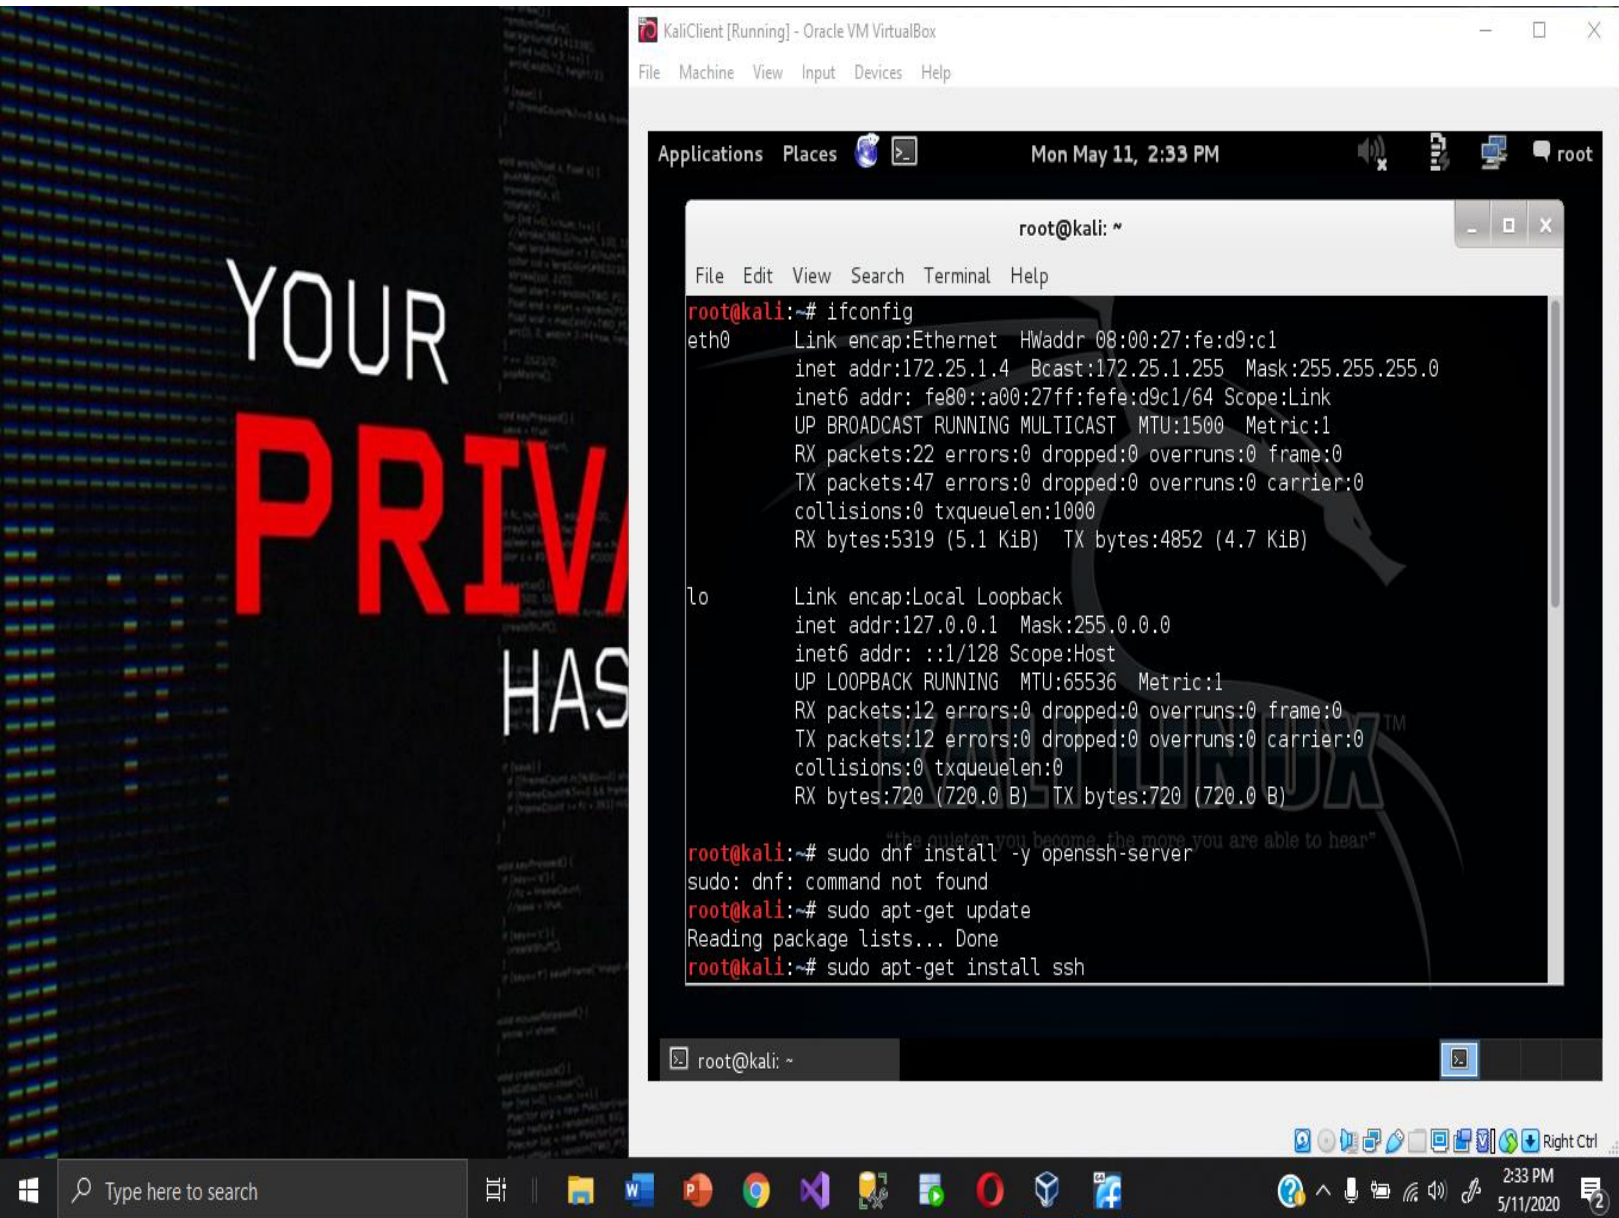 KaliClient [Running] - Oracle VM VirtualBox
File Machine View Input Devices Help
Applications Places Mon May 11, 2:33 PM root
root@kali: ~
File Edit View Search Terminal Help
root@kali:~# ifconfig
eth0 Link encap:Ethernet HWaddr 08:00:27:fe:d9:c1
inet addr:172.25.1.4 Bcast:172.25.1.255 Mask:255.255.255.0
inet6 addr: fe80::a00:27ff:fefe:d9c1/64 Scope:Link
UP BROADCAST RUNNING MULTICAST MTU:1500 Metric:1
RX packets:22 errors:0 dropped:0 overruns:0 frame:0
TX packets:47 errors:0 dropped:0 overruns:0 carrier:0
collisions:0 txqueuelen:1000
RX bytes:5319 (5.1 KiB) TX bytes:4852 (4.7 KiB)
lo Link encap:Local Loopback
inet addr:127.0.0.1 Mask:255.0.0.0
inet6 addr: ::1/128 Scope:Host
UP LOOPBACK RUNNING MTU:65536 Metric:1
RX packets:12 errors:0 dropped:0 overruns:0 frame:0
TX packets:12 errors:0 dropped:0 overruns:0 carrier:0
collisions:0 txqueuelen:0
RX bytes:720 (720.0 B) TX bytes:720 (720.0 B)
root@kali:~# sudo dnf install -y openssh-server
sudo: dnf: command not found
root@kali:~# sudo apt-get update
Reading package lists... Done
root@kali:~# sudo apt-get install ssh
KALI LINUX TM
"the quieter you become, the more you are able to hear"
root@kali: ~
Right Ctrl
YOUR
PRIVA
HAS
Type here to search
2:33 PM
5/11/2020
2